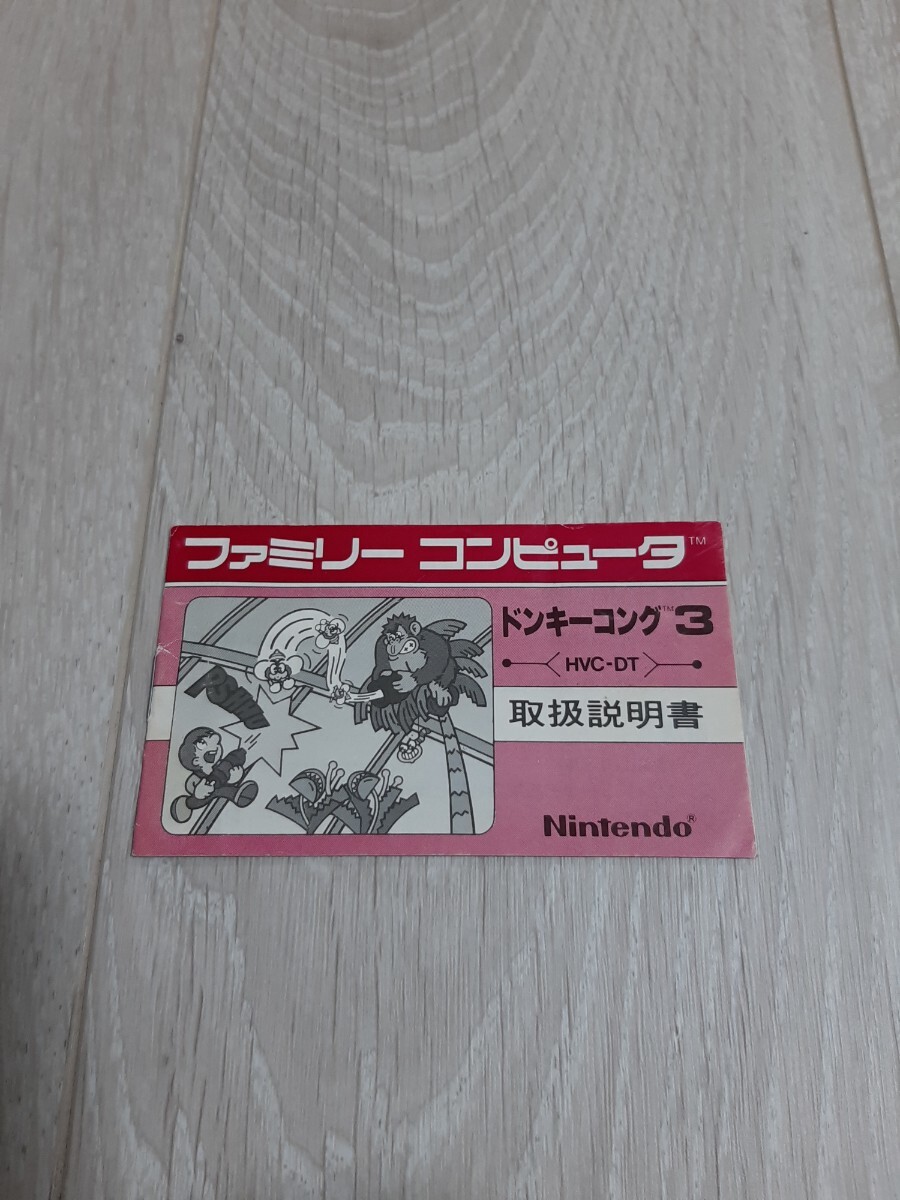 ファミリー コンピュータ™
ドンキーコング™3
HVC-DT
取扱説明書
Nintendo®